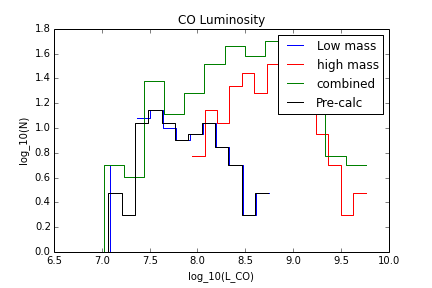 CO Luminosity
1.8
1.6
1.4
1.2
1.0
0.8
0.6
0.4
0.2
0.0
log_10(N)
Low mass
high mass
combined
Pre-calc
6.5 7.0 7.5 8.0 8.5 9.0 9.5 10.0
log_10(L_CO)